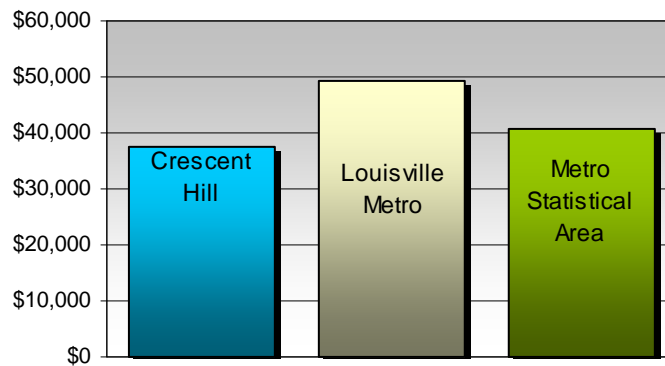 $60,000
$50,000
$40,000
$30,000
$20,000
$10,000
$0
Crescent
Hill
Louisville
Metro
Metro
Statistical
Area